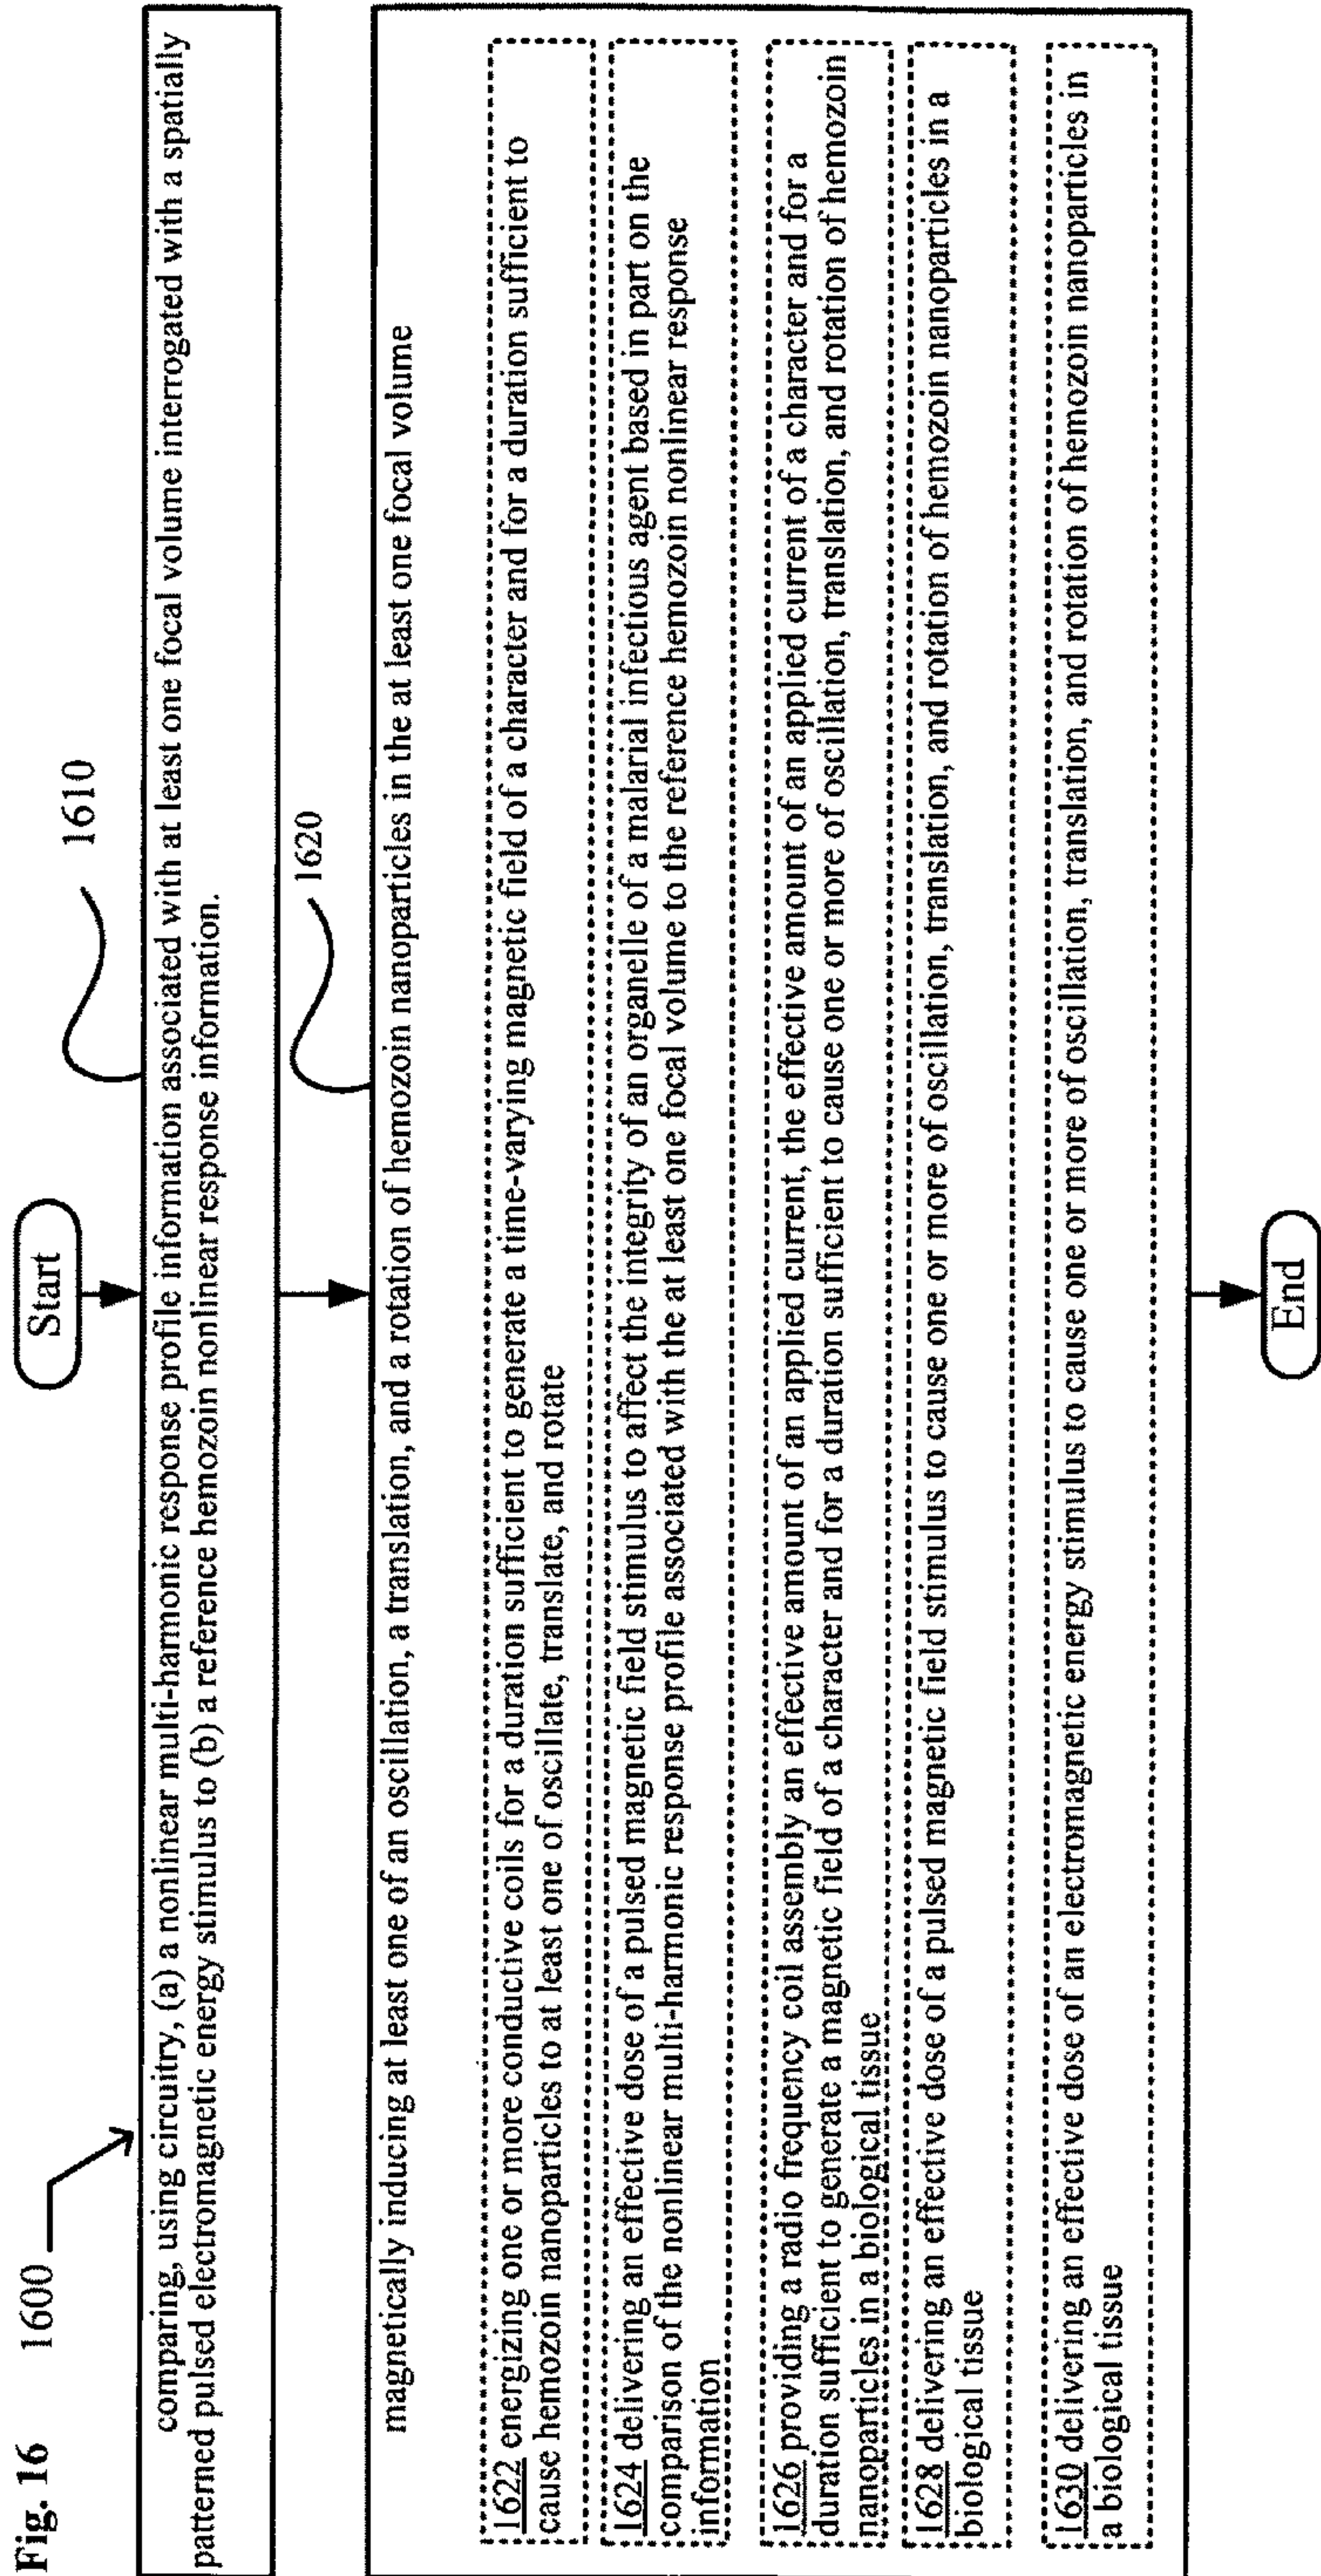 Fig. 16
1600
Start
1610
comparing, using circuitry, (a) a nonlinear multi-harmonic response profile information associated with at least one focal volume interrogated with a spatially
patterned pulsed electromagnetic energy stimulus to (b) a reference hemozoin nonlinear response information.
1620
magnetically inducing at least one of an oscillation, a translation, and a rotation of hemozoin nanoparticles in the at least one focal volume
1622 energizing one or more conductive coils for a duration sufficient to generate a time-varying magnetic field of a character and for a duration sufficient to
cause hemozoin nanoparticles to at least one of oscillate, translate, and rotate
1624 delivering an effective dose of a pulsed magnetic field stimulus to affect the integrity of an organelle of a malarial infectious agent based in part on the
comparison of the nonlinear multi-harmonic response profile associated with the at least one focal volume to the reference hemozoin nonlinear response
information
1626 providing a radio frequency coil assembly an effective amount of an applied current, the effective amount of an applied current of a character and for a
duration sufficient to generate a magnetic field of a character and for a duration sufficient to cause one or more of oscillation, translation, and rotation of hemozoin
nanoparticles in a biological tissue
1628 delivering an effective dose of a pulsed magnetic field stimulus to cause one or more of oscillation, translation, and rotation of hemozoin nanoparticles in a
biological tissue
1630 delivering an effective dose of an electromagnetic energy stimulus to cause one or more of oscillation, translation, and rotation of hemozoin nanoparticles in
a biological tissue
End